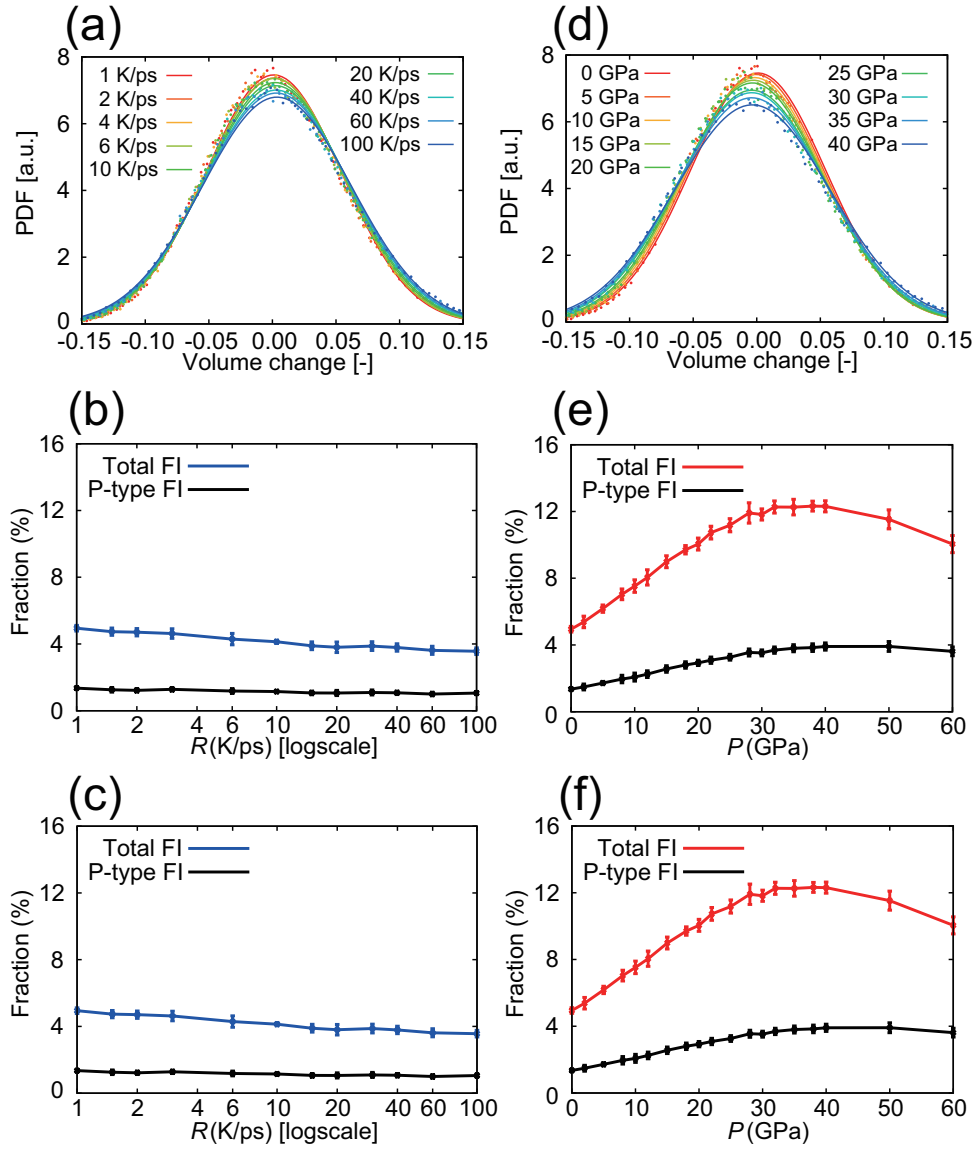 (a)
8
6
4
2
0
PDF [a.u.]
1 K/ps
2 K/ps
4 K/ps
6 K/ps
10 K/ps
20 K/ps
40 K/ps
60 K/ps
100 K/ps
-0.15 -0.10 -0.05 0.00 0.05 0.10 0.15
Volume change [-]
(d)
8
6
4
2
0
PDF [a.u.]
0 GPa
5 GPa
10 GPa
15 GPa
20 GPa
25 GPa
30 GPa
35 GPa
40 GPa
-0.15 -0.10 -0.05 0.00 0.05 0.10 0.15
Volume change [-]
(b)
16
12
8
4
0
Fraction (%)
Total FI
P-type FI
1 2 4 6 10 20 40 60 100
R(K/ps) [logscale]
(e)
16
12
8
4
0
Fraction (%)
Total FI
P-type FI
0 10 20 30 40 50 60
P(GPa)
(c)
16
12
8
4
0
Fraction (%)
Total FI
P-type FI
1 2 4 6 10 20 40 60 100
R(K/ps) [logscale]
(f)
16
12
8
4
0
Fraction (%)
Total FI
P-type FI
0 10 20 30 40 50 60
P(GPa)